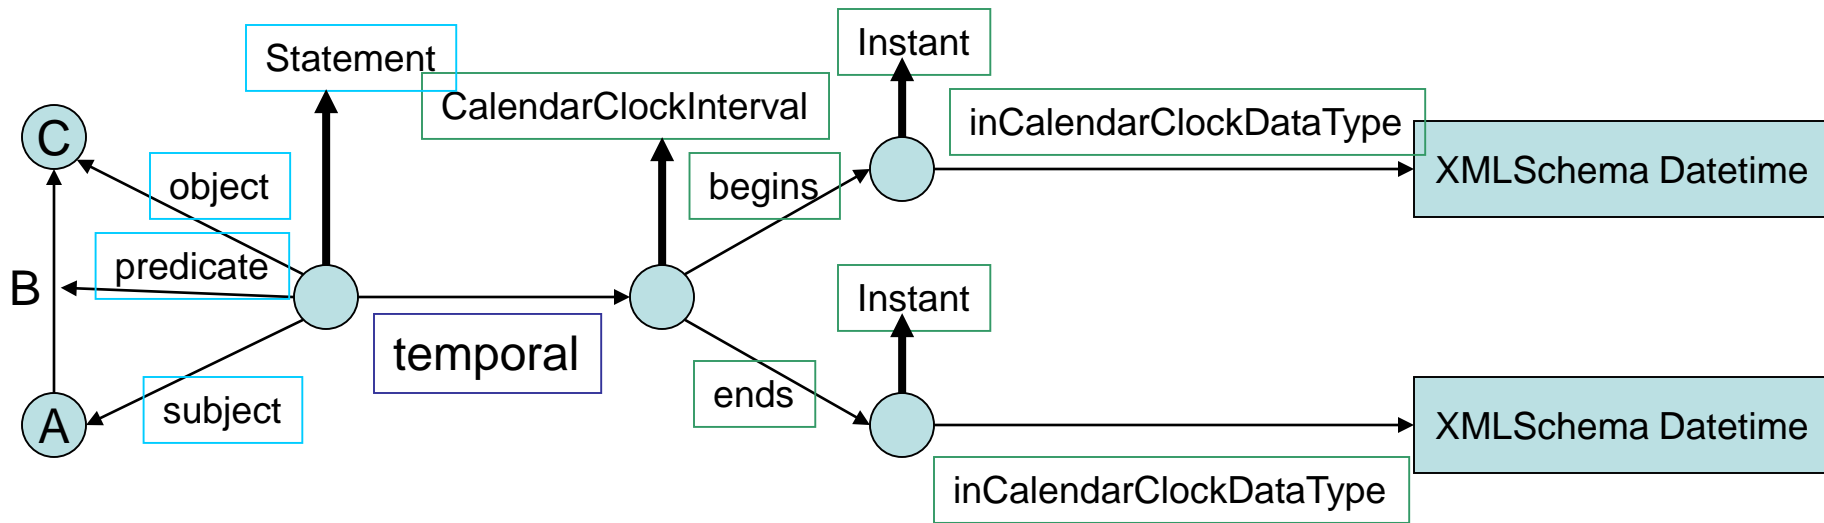 Statement
Instant
CalendarClockInterval
inCalendarClockDataType
C
object
begins
XMLSchema Datetime
predicate
B
Instant
temporal
subject
ends
A
XMLSchema Datetime
inCalendarClockDataType